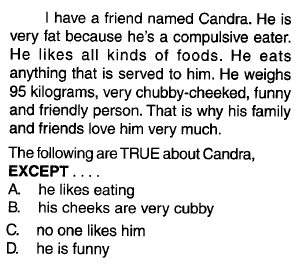 I have a friend named Candra. He is
very fat because he's a compulsive eater.
He likes all kinds of foods. He eats
anything that is served to him. He weighs
95 kilograms, very chubby-cheeked, funny
and friendly person. That is why his family
and friends love him very much.
The following are TRUE about Candra,
EXCEPT ....
A. he likes eating
B. his cheeks are very cubby
C. no one likes him
D. he is funny